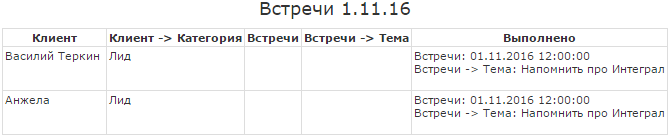 Встречи 1.11.16
Клиент Клиент -> Категория Встречи Встречи -> Тема Выполнено
Василий Теркин Лид Встречи: 01.11.2016 12:00:00
Встречи -> Тема: Напомнить про Интеграл
Анжела Лид Встречи: 01.11.2016 12:00:00
Встречи -> Тема: Напомнить про Интеграл